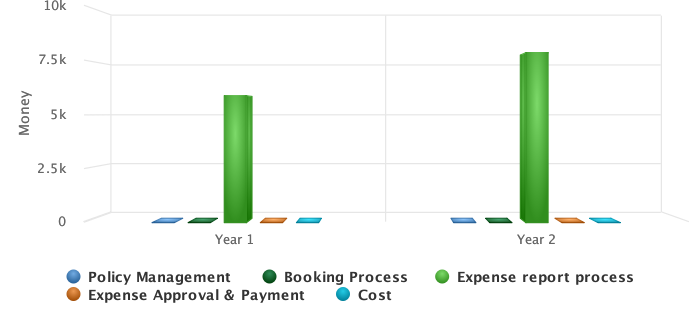 10k
7.5k
5k
2.5k
0
Money
Year 1
Year 2
Policy Management
Booking Process
Expense report process
Expense Approval & Payment
Cost